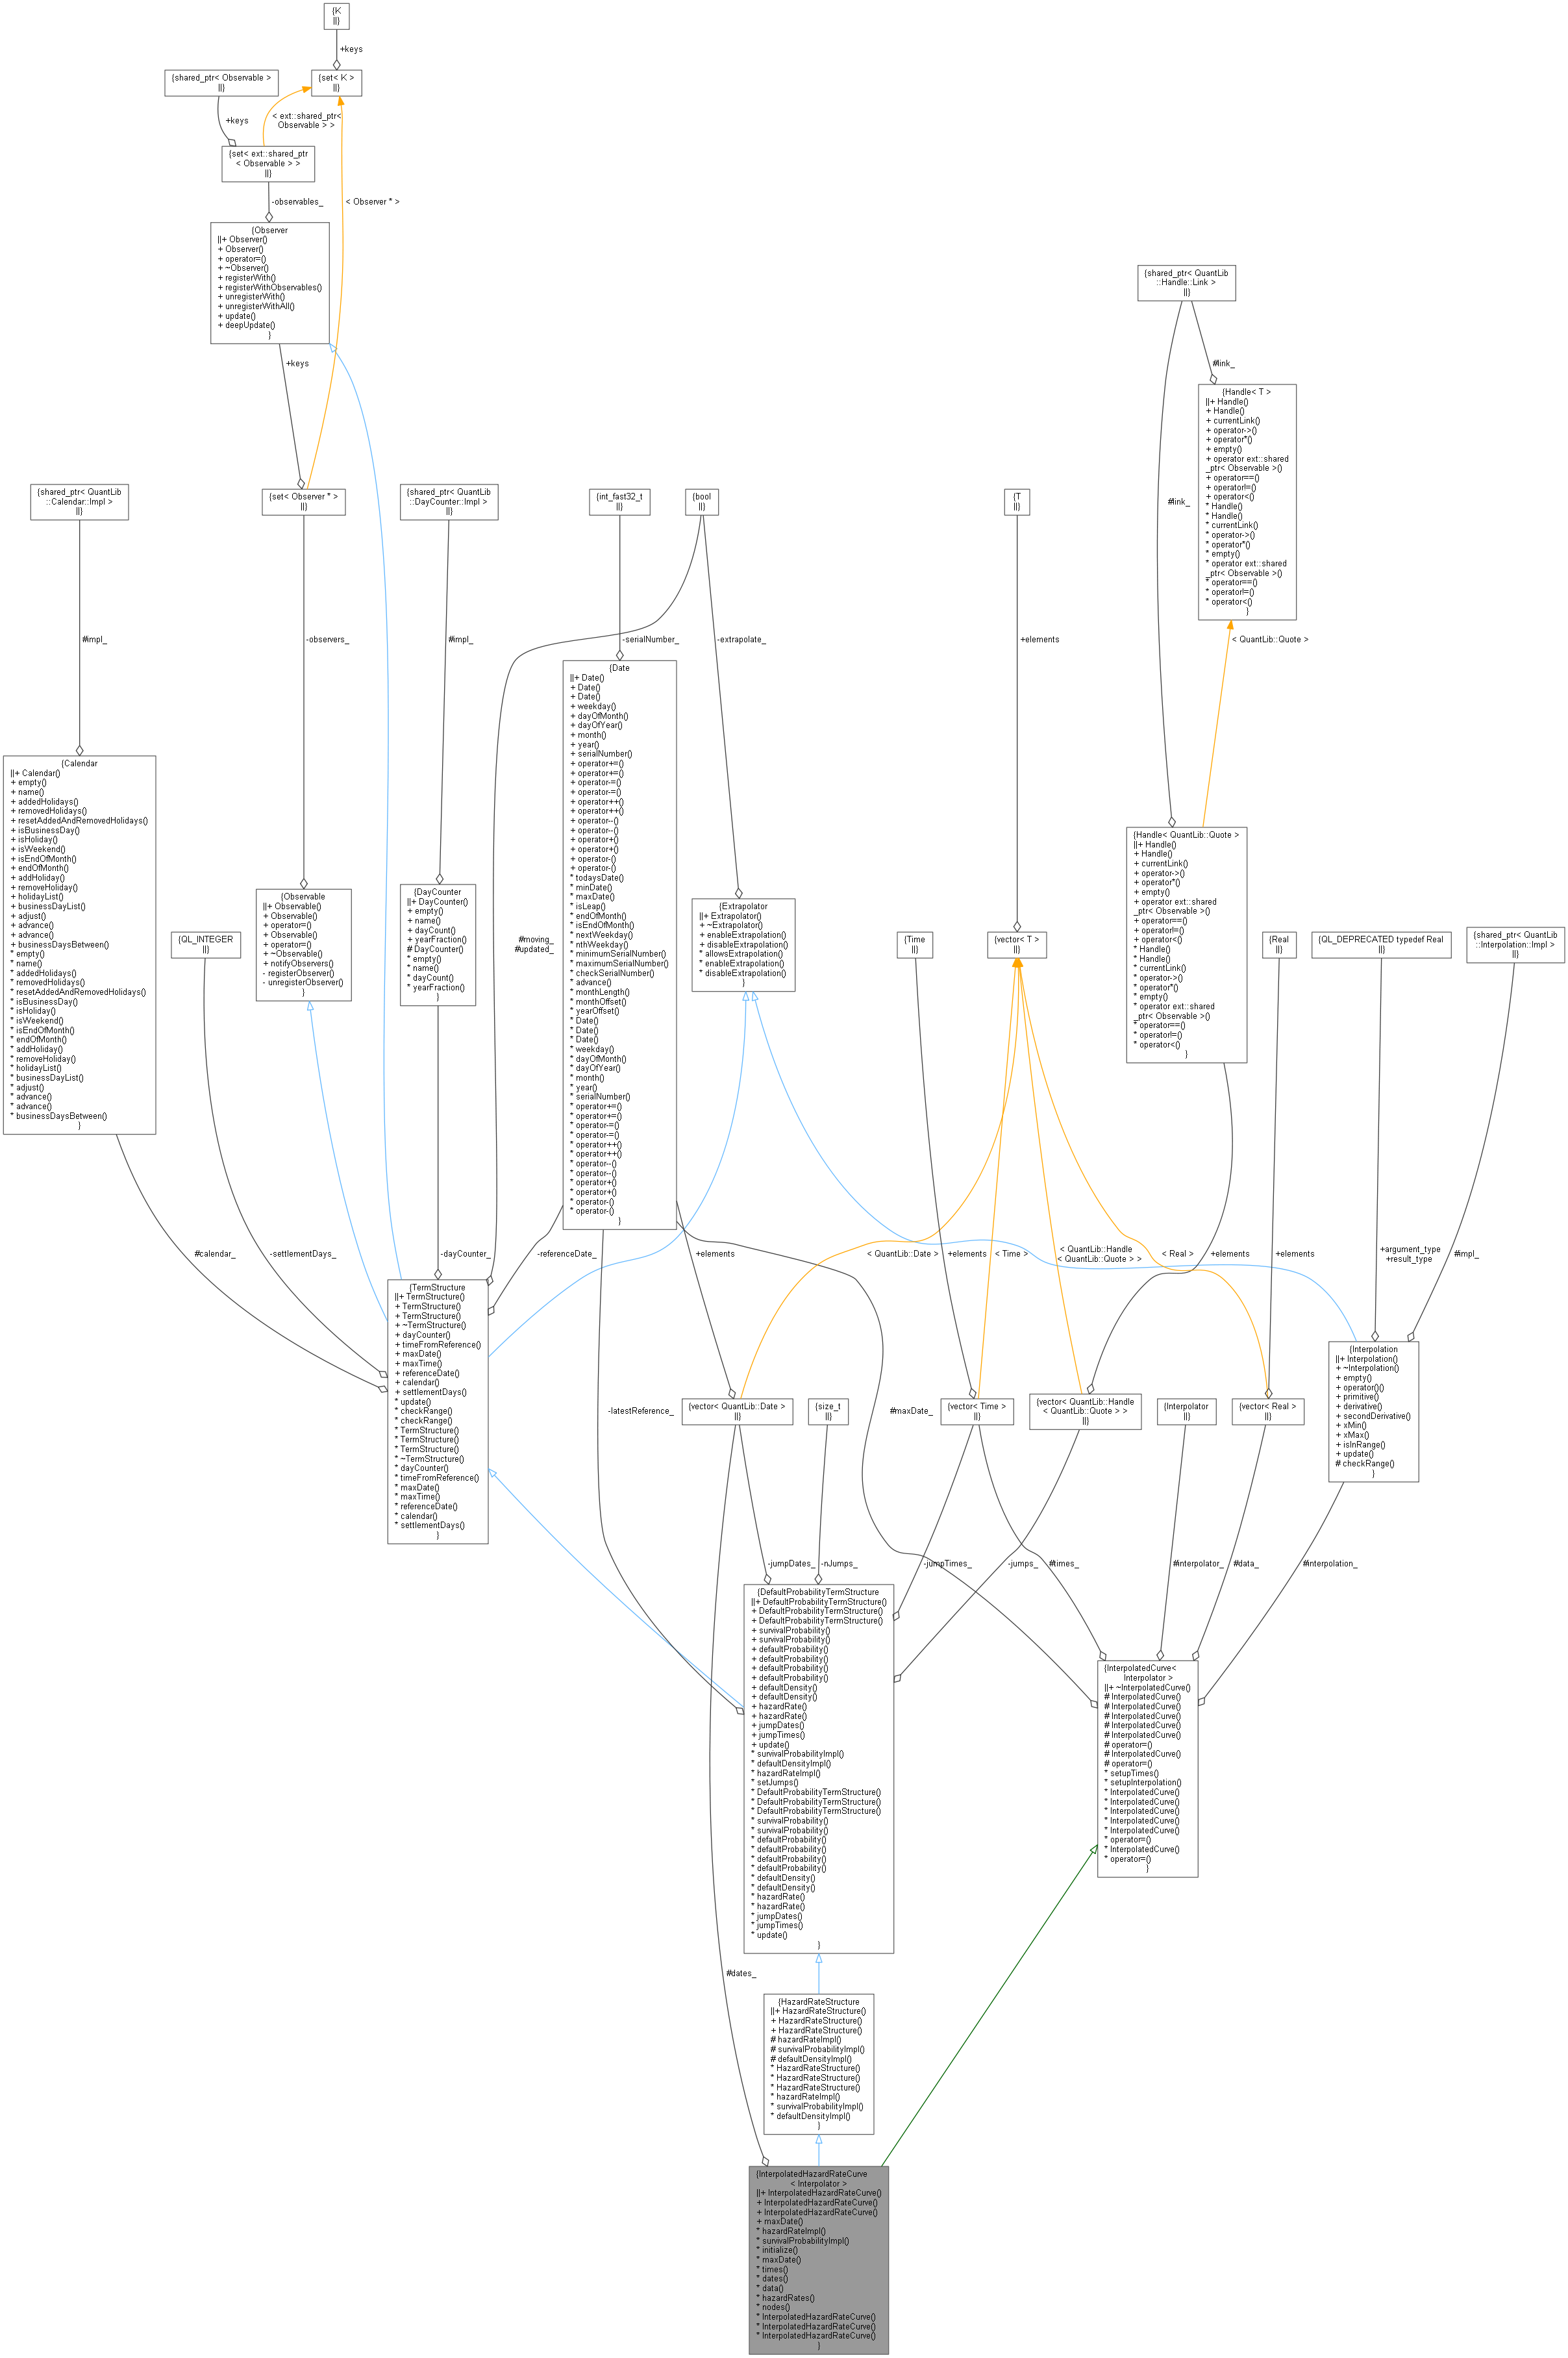 {K
||}
+keys
{shared_ptr< Observable >
||}
{set< K >
||}
+keys
< ext::shared_ptr<
Observable > >
{set< ext::shared_ptr
< Observable > >
||}
-observables_
< Observer * >
{Observer
||+ Observer()
+ Observer()
+ operator=()
+ ~Observer()
+ registerWith()
+ registerWithObservables()
+ unregisterWith()
+ unregisterWithAll()
+ update()
+ deepUpdate()
}
{shared_ptr< QuantLib
::Handle::Link >
||}
+keys
#link_
{Handle< T >
||+ Handle()
+ Handle()
+ currentLink()
+ operator->()
+ operator*()
+ empty()
+ operator ext::shared
_ptr< Observable >()
+ operator==()
+ operator!=()
+ operator<()
* Handle()
* Handle()
* currentLink()
* operator->()
* operator*()
* empty()
* operator ext::shared
_ptr< Observable >()
* operator==()
* operator!=()
* operator<()
}
#link_
{shared_ptr< QuantLib
::Calendar::Impl >
||}
{set< Observer * >
||}
{shared_ptr< QuantLib
::DayCounter::Impl >
||}
{int_fast32_t
||}
{bool
||}
{T
||}
#impl_
-observers_
#impl_
-serialNumber_
-extrapolate_
+elements
< QuantLib::Quote >
{Calendar
||+ Calendar()
+ empty()
+ name()
+ addedHolidays()
+ removedHolidays()
+ resetAddedAndRemovedHolidays()
+ isBusinessDay()
+ isHoliday()
+ isWeekend()
+ isEndOfMonth()
+ endOfMonth()
+ addHoliday()
+ removeHoliday()
+ holidayList()
+ businessDayList()
+ adjust()
+ advance()
+ advance()
+ businessDaysBetween()
* empty()
* name()
* addedHolidays()
* removedHolidays()
* resetAddedAndRemovedHolidays()
* isBusinessDay()
* isHoliday()
* isWeekend()
* isEndOfMonth()
* endOfMonth()
* addHoliday()
* removeHoliday()
* holidayList()
* businessDayList()
* adjust()
* advance()
* advance()
* businessDaysBetween()
}
{QL_INTEGER
||}
{Observable
||+ Observable()
+ Observable()
+ operator=()
+ Observable()
+ operator=()
+ ~Observable()
+ notifyObservers()
- registerObserver()
- unregisterObserver()
}
{DayCounter
||+ DayCounter()
+ empty()
+ name()
+ dayCount()
+ yearFraction()
# DayCounter()
* empty()
* name()
* dayCount()
* yearFraction()
}
#moving_
#updated_
{Date
||+ Date()
+ Date()
+ Date()
+ weekday()
+ dayOfMonth()
+ dayOfYear()
+ month()
+ year()
+ serialNumber()
+ operator+=()
+ operator+=()
+ operator-=()
+ operator-=()
+ operator++()
+ operator++()
+ operator--()
+ operator--()
+ operator+()
+ operator+()
+ operator-()
+ operator-()
* todaysDate()
* minDate()
* maxDate()
* isLeap()
* endOfMonth()
* isEndOfMonth()
* nextWeekday()
* nthWeekday()
* minimumSerialNumber()
* maximumSerialNumber()
* checkSerialNumber()
* advance()
* monthLength()
* monthOffset()
* yearOffset()
* Date()
* Date()
* Date()
* weekday()
* dayOfMonth()
* dayOfYear()
* month()
* year()
* serialNumber()
* operator+=()
* operator+=()
* operator-=()
* operator-=()
* operator++()
* operator++()
* operator--()
* operator--()
* operator+()
* operator+()
* operator-()
* operator-()
}
{Extrapolator
||+ Extrapolator()
+ ~Extrapolator()
+ enableExtrapolation()
+ disableExtrapolation()
* allowsExtrapolation()
* enableExtrapolation()
* disableExtrapolation()
}
{Time
||}
{vector< T >
||}
{Handle< QuantLib::Quote >
||+ Handle()
+ Handle()
+ currentLink()
+ operator->()
+ operator*()
+ empty()
+ operator ext::shared
_ptr< Observable >()
+ operator==()
+ operator!=()
+ operator<()
* Handle()
* Handle()
* currentLink()
* operator->()
* operator*()
* empty()
* operator ext::shared
_ptr< Observable >()
* operator==()
* operator!=()
* operator<()
}
{Real
||}
{QL_DEPRECATED typedef Real
||}
{shared_ptr< QuantLib
::Interpolation::Impl >
||}
#calendar_
-settlementDays_
-dayCounter_
-referenceDate_
+elements
< QuantLib::Date >
+elements
< Time >
< QuantLib::Handle
< QuantLib::Quote > >
< Real >
+elements
+elements
+argument_type
+result_type
#impl_
{TermStructure
||+ TermStructure()
+ TermStructure()
+ TermStructure()
+ ~TermStructure()
+ dayCounter()
+ timeFromReference()
+ maxDate()
+ maxTime()
+ referenceDate()
+ calendar()
+ settlementDays()
* update()
* checkRange()
* checkRange()
* TermStructure()
* TermStructure()
* TermStructure()
* ~TermStructure()
* dayCounter()
* timeFromReference()
* maxDate()
* maxTime()
* referenceDate()
* calendar()
* settlementDays()
}
-latestReference_
{vector< QuantLib::Date >
||}
{size_t
||}
#maxDate_
{vector< Time >
||}
{vector< QuantLib::Handle
< QuantLib::Quote > >
||}
{Interpolator
||}
{vector< Real >
||}
{Interpolation
||+ Interpolation()
+ ~Interpolation()
+ empty()
+ operator()()
+ primitive()
+ derivative()
+ secondDerivative()
+ xMin()
+ xMax()
+ isInRange()
+ update()
# checkRange()
}
-jumpDates_
-nJumps_
-jumpTimes_
-jumps_
#times_
#interpolator_
#data_
#interpolation_
{DefaultProbabilityTermStructure
||+ DefaultProbabilityTermStructure()
+ DefaultProbabilityTermStructure()
+ DefaultProbabilityTermStructure()
+ survivalProbability()
+ survivalProbability()
+ defaultProbability()
+ defaultProbability()
+ defaultProbability()
+ defaultProbability()
+ defaultDensity()
+ defaultDensity()
+ hazardRate()
+ hazardRate()
+ jumpDates()
+ jumpTimes()
+ update()
* survivalProbabilityImpl()
* defaultDensityImpl()
* hazardRateImpl()
* setJumps()
* DefaultProbabilityTermStructure()
* DefaultProbabilityTermStructure()
* DefaultProbabilityTermStructure()
* survivalProbability()
* survivalProbability()
* defaultProbability()
* defaultProbability()
* defaultProbability()
* defaultProbability()
* defaultDensity()
* defaultDensity()
* hazardRate()
* hazardRate()
* jumpDates()
* jumpTimes()
* update()
}
{InterpolatedCurve<
Interpolator >
||+ ~InterpolatedCurve()
# InterpolatedCurve()
# InterpolatedCurve()
# InterpolatedCurve()
# InterpolatedCurve()
# InterpolatedCurve()
# operator=()
# InterpolatedCurve()
# operator=()
* setupTimes()
* setupInterpolation()
* InterpolatedCurve()
* InterpolatedCurve()
* InterpolatedCurve()
* InterpolatedCurve()
* InterpolatedCurve()
* operator=()
* InterpolatedCurve()
* operator=()
}
#dates_
{HazardRateStructure
||+ HazardRateStructure()
+ HazardRateStructure()
+ HazardRateStructure()
# hazardRateImpl()
# survivalProbabilityImpl()
# defaultDensityImpl()
* HazardRateStructure()
* HazardRateStructure()
* HazardRateStructure()
* hazardRateImpl()
* survivalProbabilityImpl()
* defaultDensityImpl()
}
{InterpolatedHazardRateCurve
< Interpolator >
||+ InterpolatedHazardRateCurve()
+ InterpolatedHazardRateCurve()
+ InterpolatedHazardRateCurve()
+ maxDate()
* hazardRateImpl()
* survivalProbabilityImpl()
* initialize()
* maxDate()
* times()
* dates()
* data()
* hazardRates()
* nodes()
* InterpolatedHazardRateCurve()
* InterpolatedHazardRateCurve()
* InterpolatedHazardRateCurve()
}